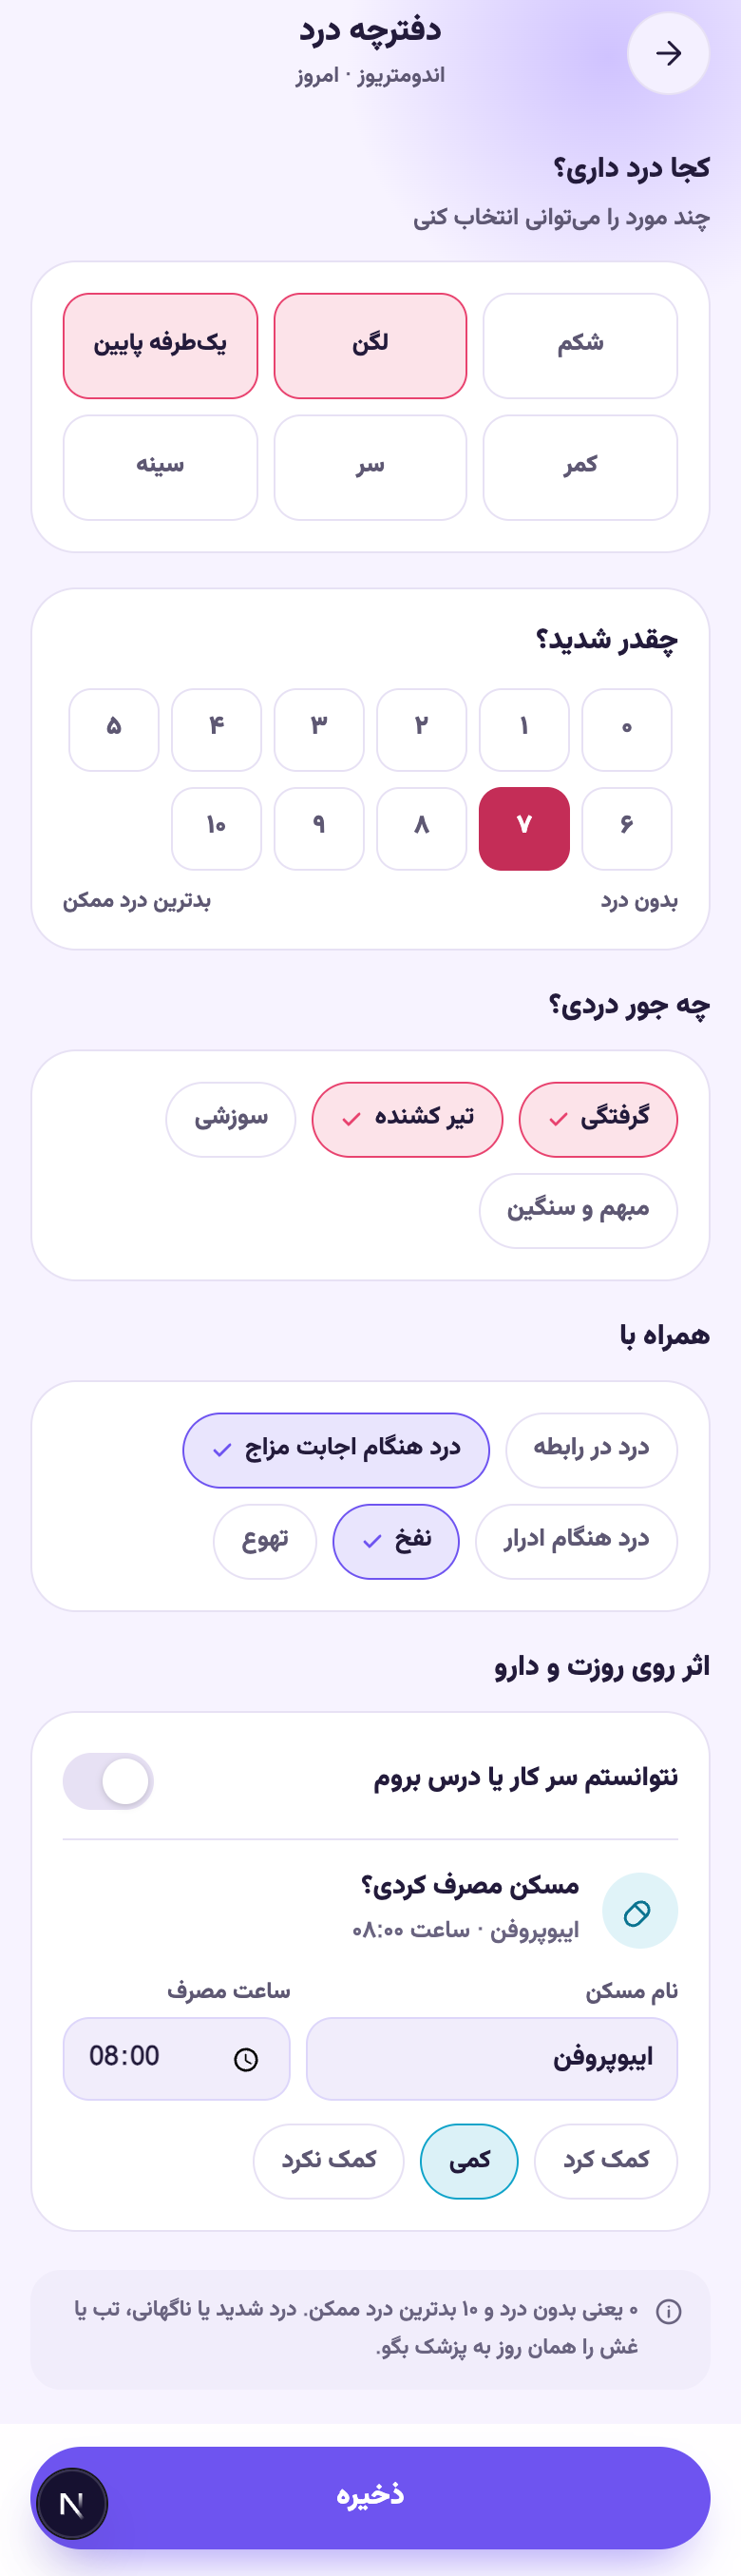 دفترچه درد
اندومتریوز · امروز
کجا درد داری؟
چند مورد را می‌توانی انتخاب کنی
شکم
لگن
یک‌طرفه پایین
کمر
سر
سینه
چقدر شدید؟
۰
۱
۲
۳
۴
۵
۶
۷
۸
۹
۱۰
بدون درد
بدترین درد ممکن
چه جور دردی؟
گرفتگی
تیر کشنده
سوزشی
مبهم و سنگین
همراه با
درد در رابطه
درد هنگام اجابت مزاج
درد هنگام ادرار
نفخ
تهوع
اثر روی روزت و دارو
نتوانستم سر کار یا درس بروم
مسکن مصرف کردی؟
ایبوپروفن · ساعت ۰۸:۰۰
نام مسکن
ساعت مصرف
ایبوپروفن
08:00
کمک کرد
کمی
کمک نکرد
۰ یعنی بدون درد و ۱۰ بدترین درد ممکن. درد شدید یا ناگهانی، تب یا
غش را همان روز به پزشک بگو.
ذخیره
N